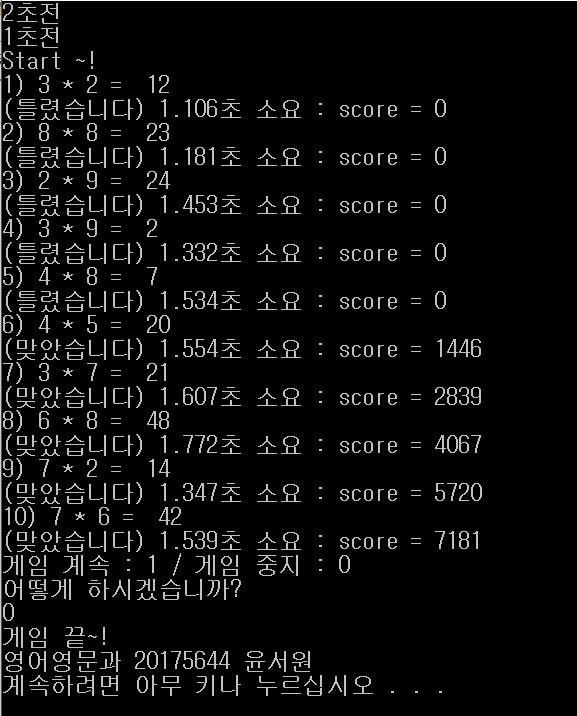 2초전
1초전
Start ~!
1) 3 * 2 =  12
(틀렸습니다) 1.106초 소요 : score = 0
2) 8 * 8 =  23
(틀렸습니다) 1.181초 소요 : score = 0
3) 2 * 9 =  24
(틀렸습니다) 1.453초 소요 : score = 0
4) 3 * 9 =  2
(틀렸습니다) 1.332초 소요 : score = 0
5) 4 * 8 =  7
(틀렸습니다) 1.534초 소요 : score = 0
6) 4 * 5 =  20
(맞았습니다) 1.554초 소요 : score = 1446
7) 3 * 7 =  21
(맞았습니다) 1.607초 소요 : score = 2839
8) 6 * 8 =  48
(맞았습니다) 1.772초 소요 : score = 4067
9) 7 * 2 =  14
(맞았습니다) 1.347초 소요 : score = 5720
10) 7 * 6 =  42
(맞았습니다) 1.539초 소요 : score = 7181
게임 계속 : 1 / 게임 중지 : 0
어떻게 하시겠습니까?
0
게임 끝~!
영어영문과 20175644 윤서원
계속하려면 아무 키나 누르십시오 . . .